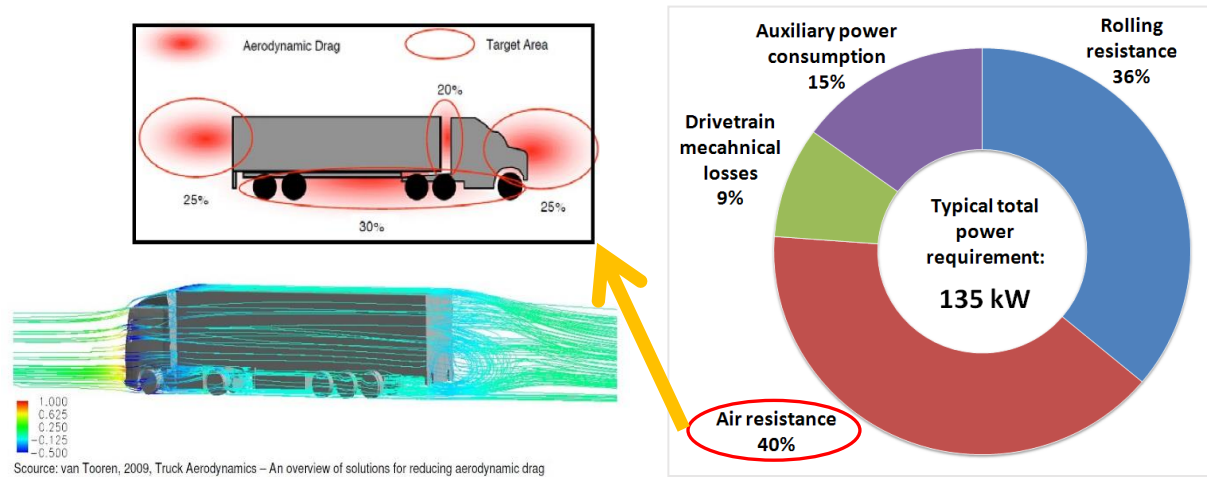 Aerodynamic Drag
Target Area
20%
25%
25%
30%
1.000
0.625
0.250
-0.125
-0.500
Scource: van Tooren, 2009, Truck Aerodynamics – An overview of solutions for reducing aerodynamic drag
Auxiliary power
consumption
15%
Rolling
resistance
36%
Drivetrain
mecahnical
losses
9%
Typical total
power
requirement:
135 kW
Air resistance
40%